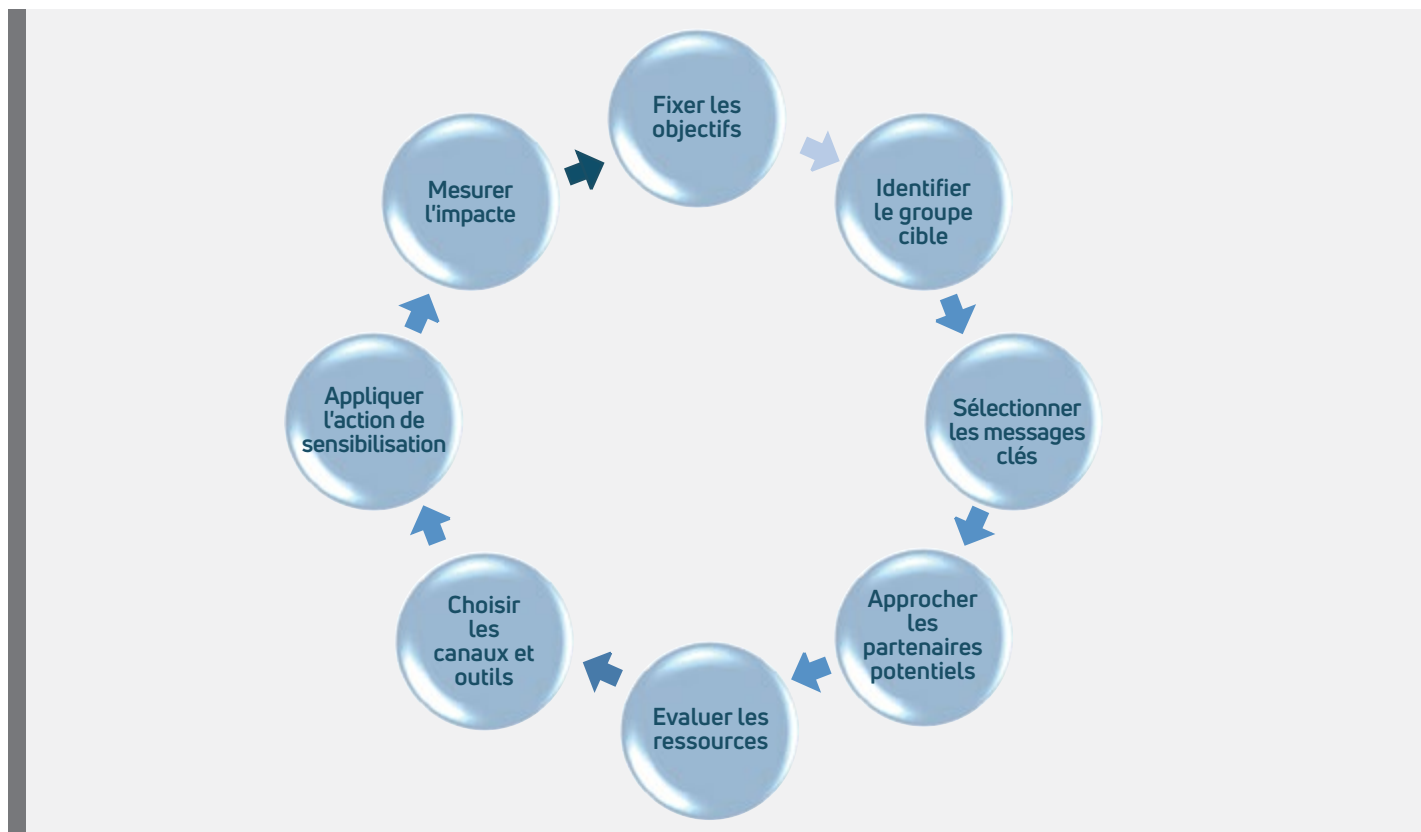 Fixer les
objectifs
Identifier
le groupe
cible
Sélectionner
les messages
clés
Approcher
les
partenaires
potentiels
Evaluer les
ressources
Choisir
les
canaux et
outils
Appliquer
l'action de
sensibilisation
Mesurer
l'impacte